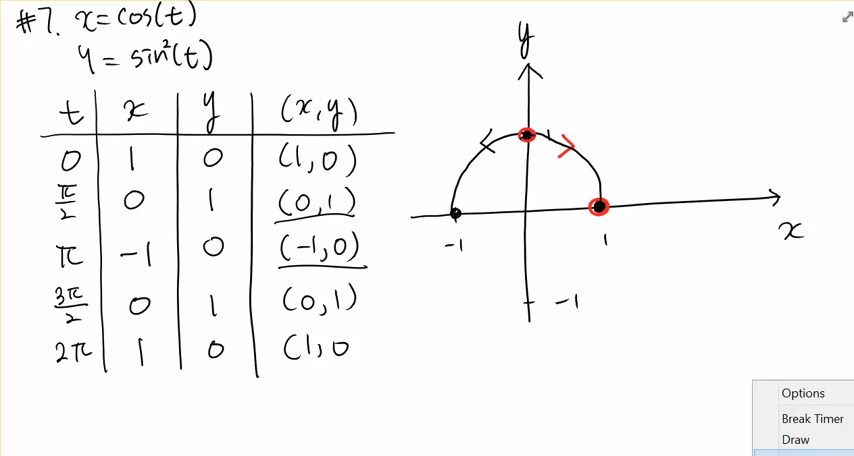 #7. x=cos(t)
y = sin²(t)
t x y (x,y)
0 1 0 (1,0)
π/2 0 1 (0,1)
π -1 0 (-1,0)
3π/2 0 1 (0,1)
2π 1 0 (1,0
y
1
x
-1 1
-1
Options
Break Timer
Draw